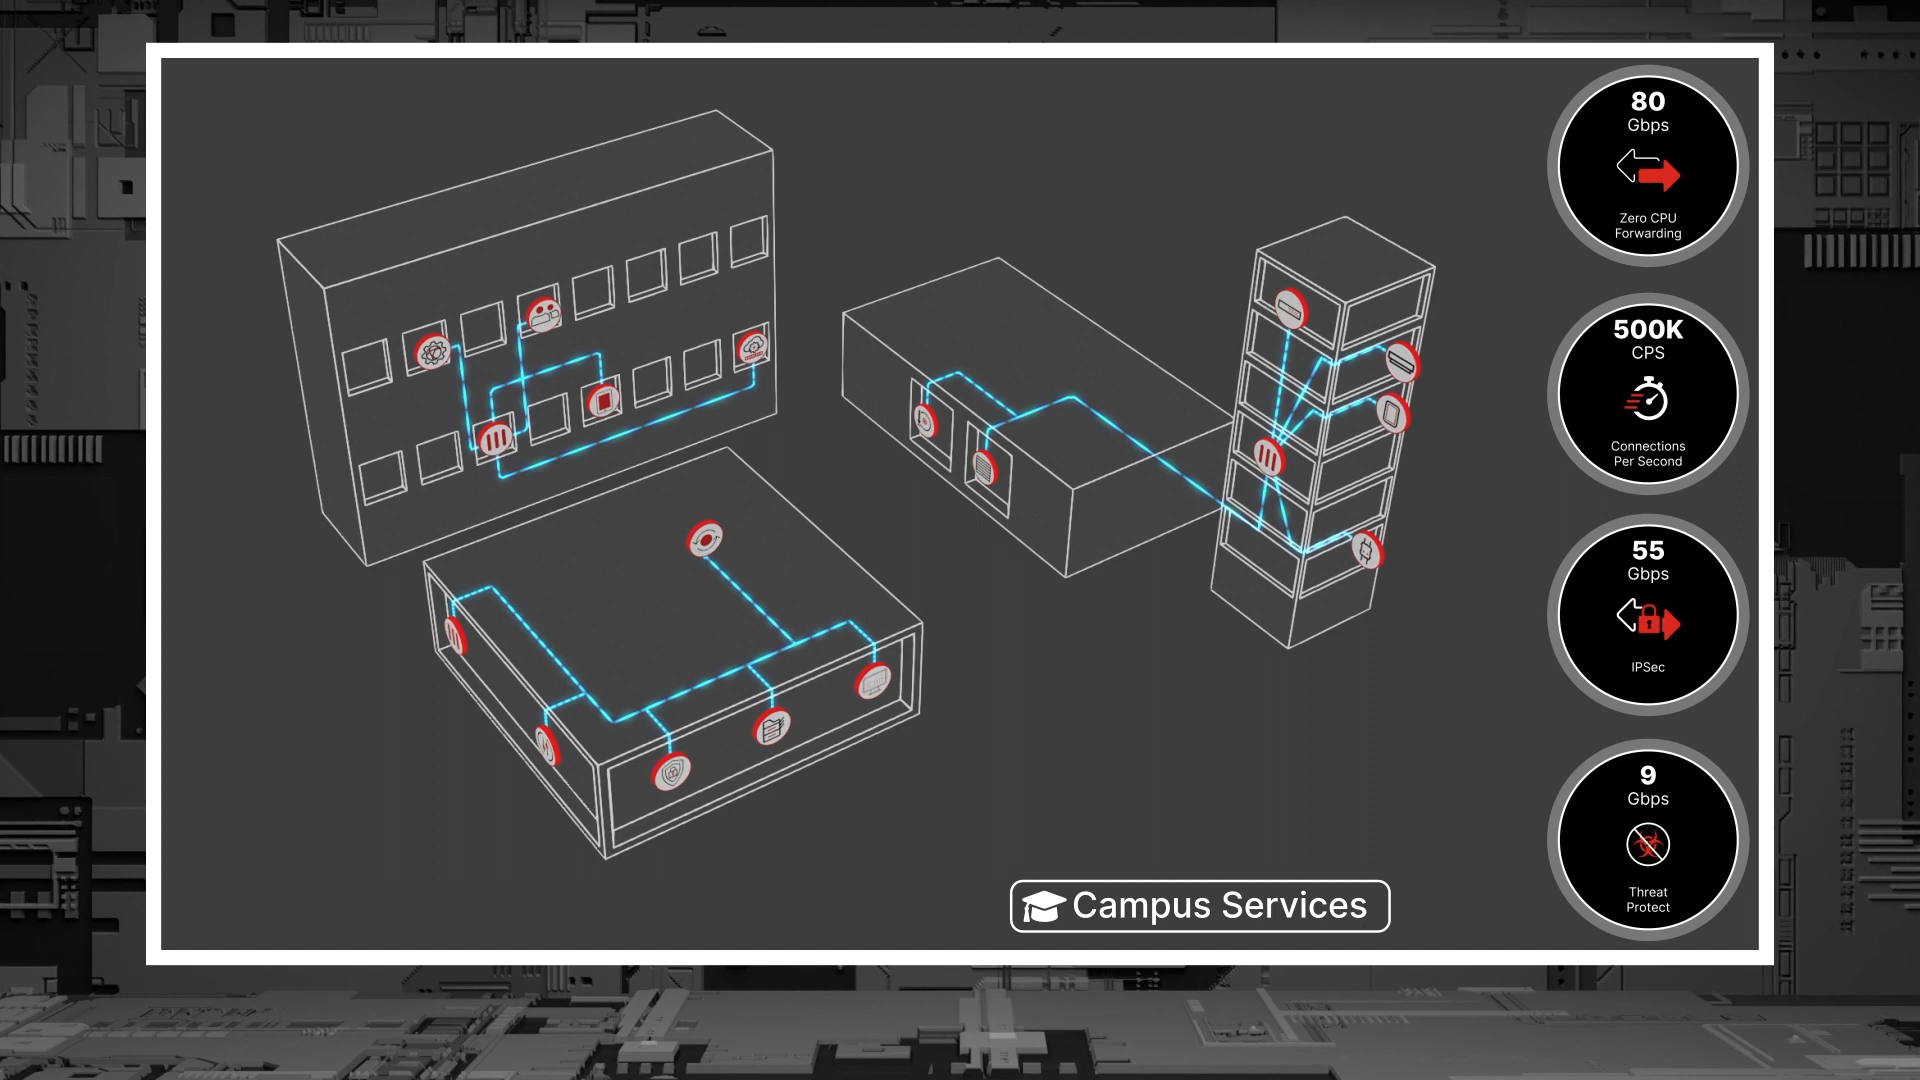 80
Gbps
Zero CPU
Forwarding
500K
CPS
Connections
Per Second
55
Gbps
IPSec
9
Gbps
Threat
Protect
Campus Services